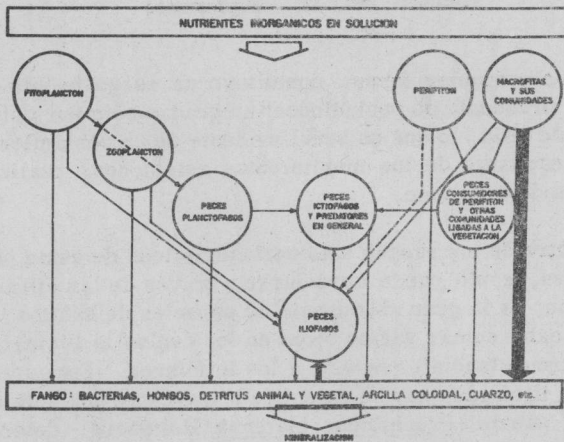 NUTRIENTES INORGANICOS EN SOLUCION
FITOPLANCTON
PERIFITON
MACROFITAS Y SUS
COMUNIDADES
ZOOPLANCTON
PECES
PLANCTOFAGOS
PECES
ICTIOFAGOS
Y PREDATORES
EN GENERAL
PECES
CONSUMIDORES
DE PERIFITON
Y OTRAS
COMUNIDADES
LIGADAS A LA
VEGETACION
PECES
ILIOFAGOS
FANGO: BACTERIAS, HONGOS, DETRITUS ANIMAL Y VEGETAL, ARCILLA COLOIDAL, CUARZO, etc.
MINERALIZACION